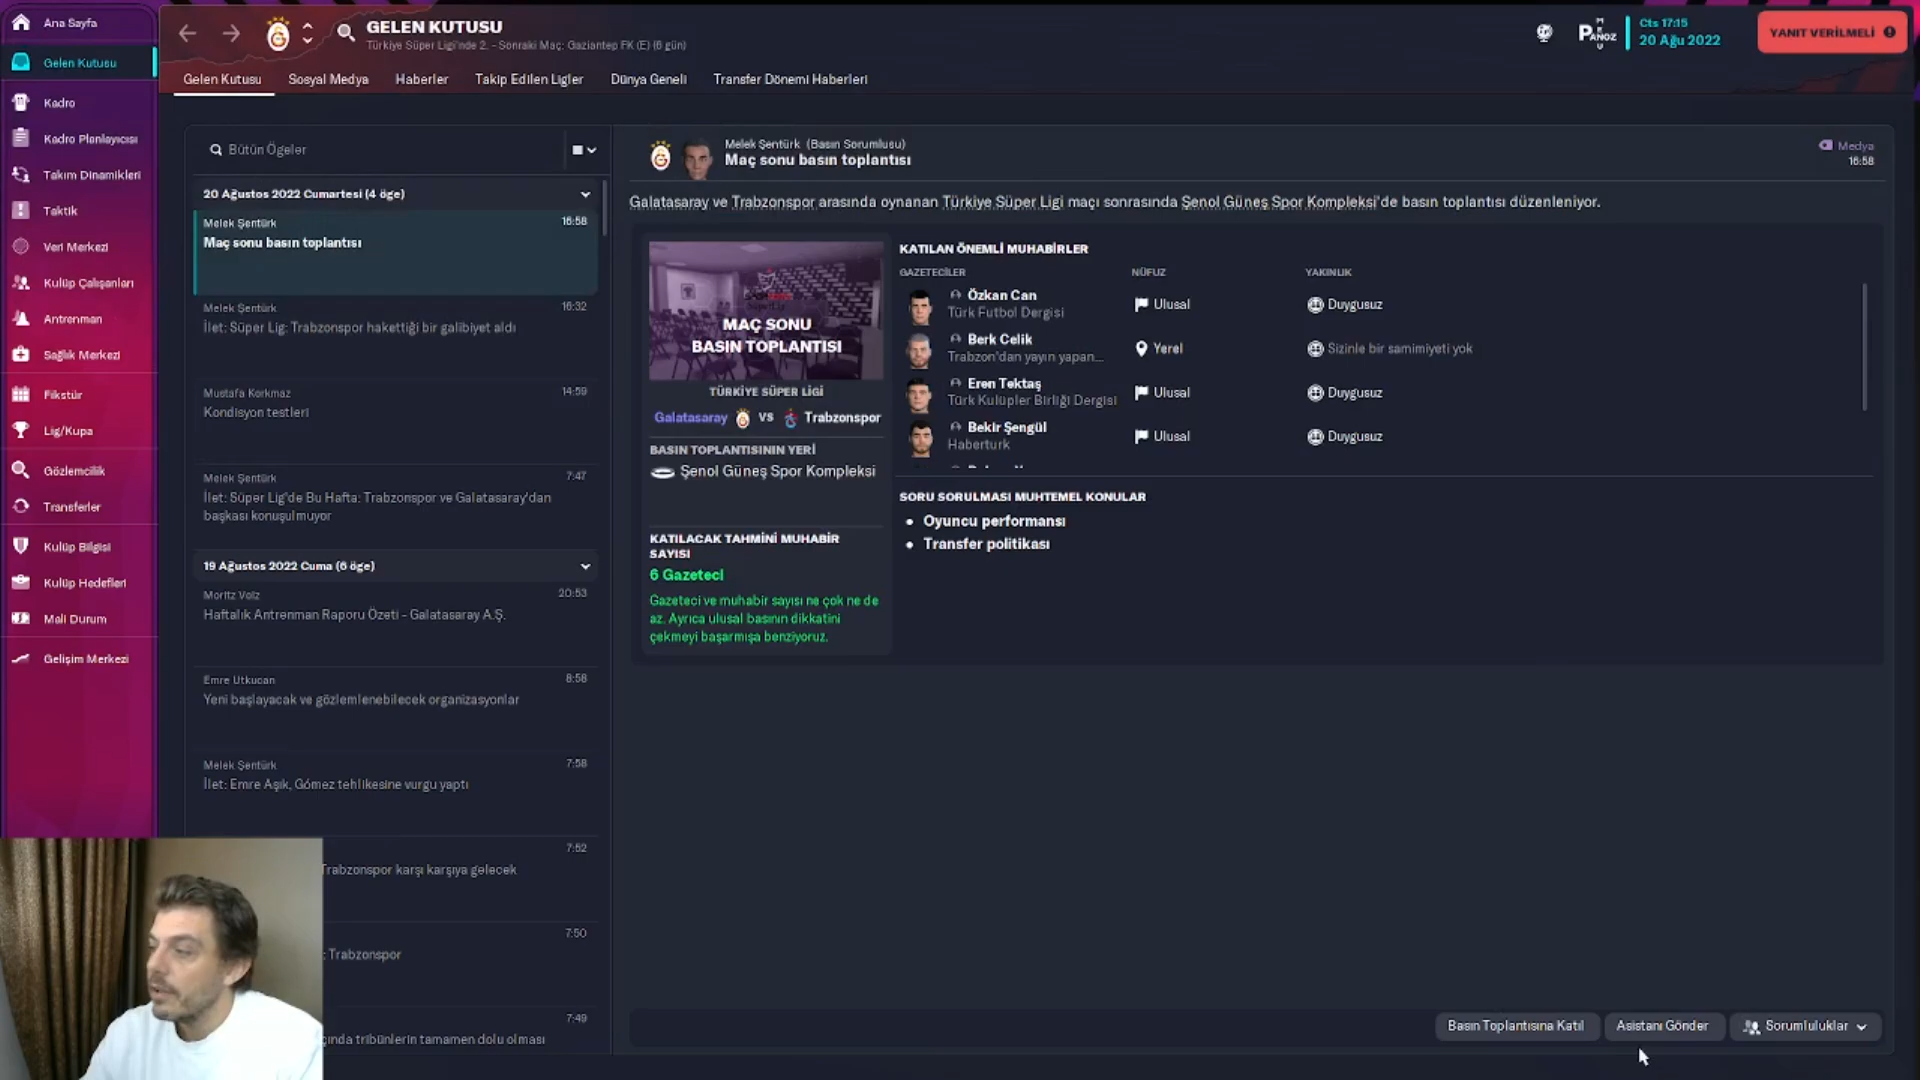 Ana Sayfa
Gelen Kutusu
Kadro
Kadro Planlayıcısı
Takım Dinamikleri
Taktik
Veri Merkezi
Kulüp Çalışanları
Antrenman
Sağlık Merkezi
Fikstür
Lig/Kupa
Gözlemcilik
Transferler
Kulüp Bilgisi
Kulüp Hedefleri
Mali Durum
Gelişim Merkezi
GELEN KUTUSU
Türkiye Süper Ligi'nde 2. - Sonraki Maç: Gaziantep FK (E) (6 gün)
Cts 17:15
20 Ağu 2022
YANIT VERİLMELİ
Gelen Kutusu
Sosyal Medya
Haberler
Takip Edilen Ligler
Dünya Geneli
Transfer Dönemi Haberleri
Bütün Ögeler
20 Ağustos 2022 Cumartesi (4 öge)
Melek Şentürk 16:58
Maç sonu basın toplantısı
Melek Şentürk 16:32
İlet: Süper Lig: Trabzonspor hakettiği bir galibiyet aldı
Mustafa Korkmaz 14:59
Kondisyon testleri
Melek Şentürk 7:47
İlet: Süper Lig'de Bu Hafta: Trabzonspor ve Galatasaray'dan
başkası konuşulmuyor
19 Ağustos 2022 Cuma (6 öge)
Moritz Volz 20:53
Haftalık Antrenman Raporu Özeti - Galatasaray A.Ş.
Emre Utkucan 8:58
Yeni başlayacak ve gözlemlenebilecek organizasyonlar
Melek Şentürk 7:58
İlet: Emre Aşık, Gómez tehlikesine vurgu yaptı
7:52
Trabzonspor karşı karşıya gelecek
7:50
: Trabzonspor
7:49
tribünlerin tamamen dolu olması
Melek Şentürk (Basın Sorumlusu)
Maç sonu basın toplantısı
Medya
16:58
Galatasaray ve Trabzonspor arasında oynanan Türkiye Süper Ligi maçı sonrasında Şenol Güneş Spor Kompleksi'de basın toplantısı düzenleniyor.
MAÇ SONU
BASIN TOPLANTISI
TÜRKİYE SÜPER LİGİ
Galatasaray VS Trabzonspor
BASIN TOPLANTISININ YERİ
Şenol Güneş Spor Kompleksi
KATILACAK TAHMİNİ MUHABİR
SAYISI
6 Gazeteci
Gazeteci ve muhabir sayısı ne çok ne de
az. Ayrıca ulusal basının dikkatini
çekmeyi başarmışa benziyoruz.
KATILAN ÖNEMLİ MUHABİRLER
GAZETECİLER NÜFUZ YAKINLIK
Özkan Can
Türk Futbol Dergisi
Ulusal
Duygusuz
Berk Celik
Trabzon'dan yayın yapan...
Yerel
Sizinle bir samimiyeti yok
Eren Tektaş
Türk Kulüpler Birliği Dergisi
Ulusal
Duygusuz
Bekir Şengül
Haberturk
Ulusal
Duygusuz
SORU SORULMASI MUHTEMEL KONULAR
• Oyuncu performansı
• Transfer politikası
Basın Toplantısına Katıl
Asistanı Gönder
Sorumluluklar